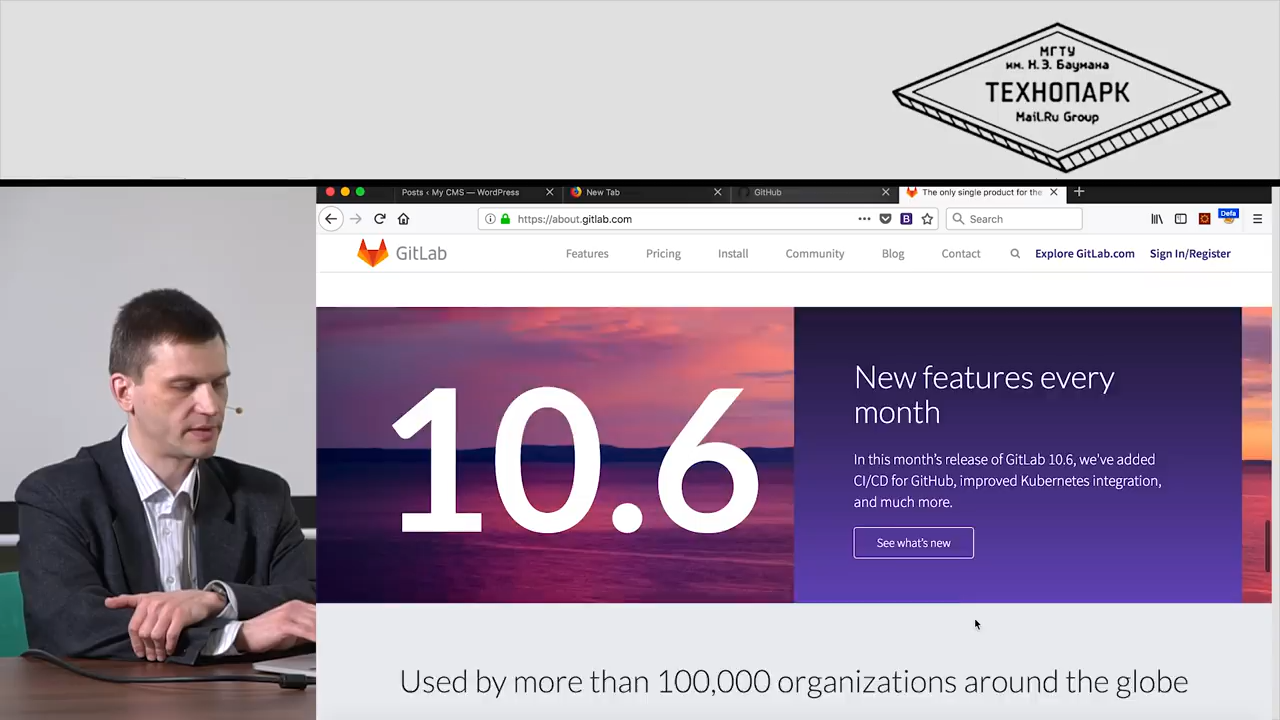 МГТУ
им. Н.Э. Баумана
ТЕХНОПАРК
Mail.Ru Group
Posts ‹ My CMS — WordPress
New Tab
GitHub
The only single product for the
https://about.gitlab.com
Search
Defa
GitLab
Features
Pricing
Install
Community
Blog
Contact
Explore GitLab.com
Sign In/Register
10.6
New features every
month
In this month's release of GitLab 10.6, we've added
CI/CD for GitHub, improved Kubernetes integration,
and much more.
See what's new
Used by more than 100,000 organizations around the globe